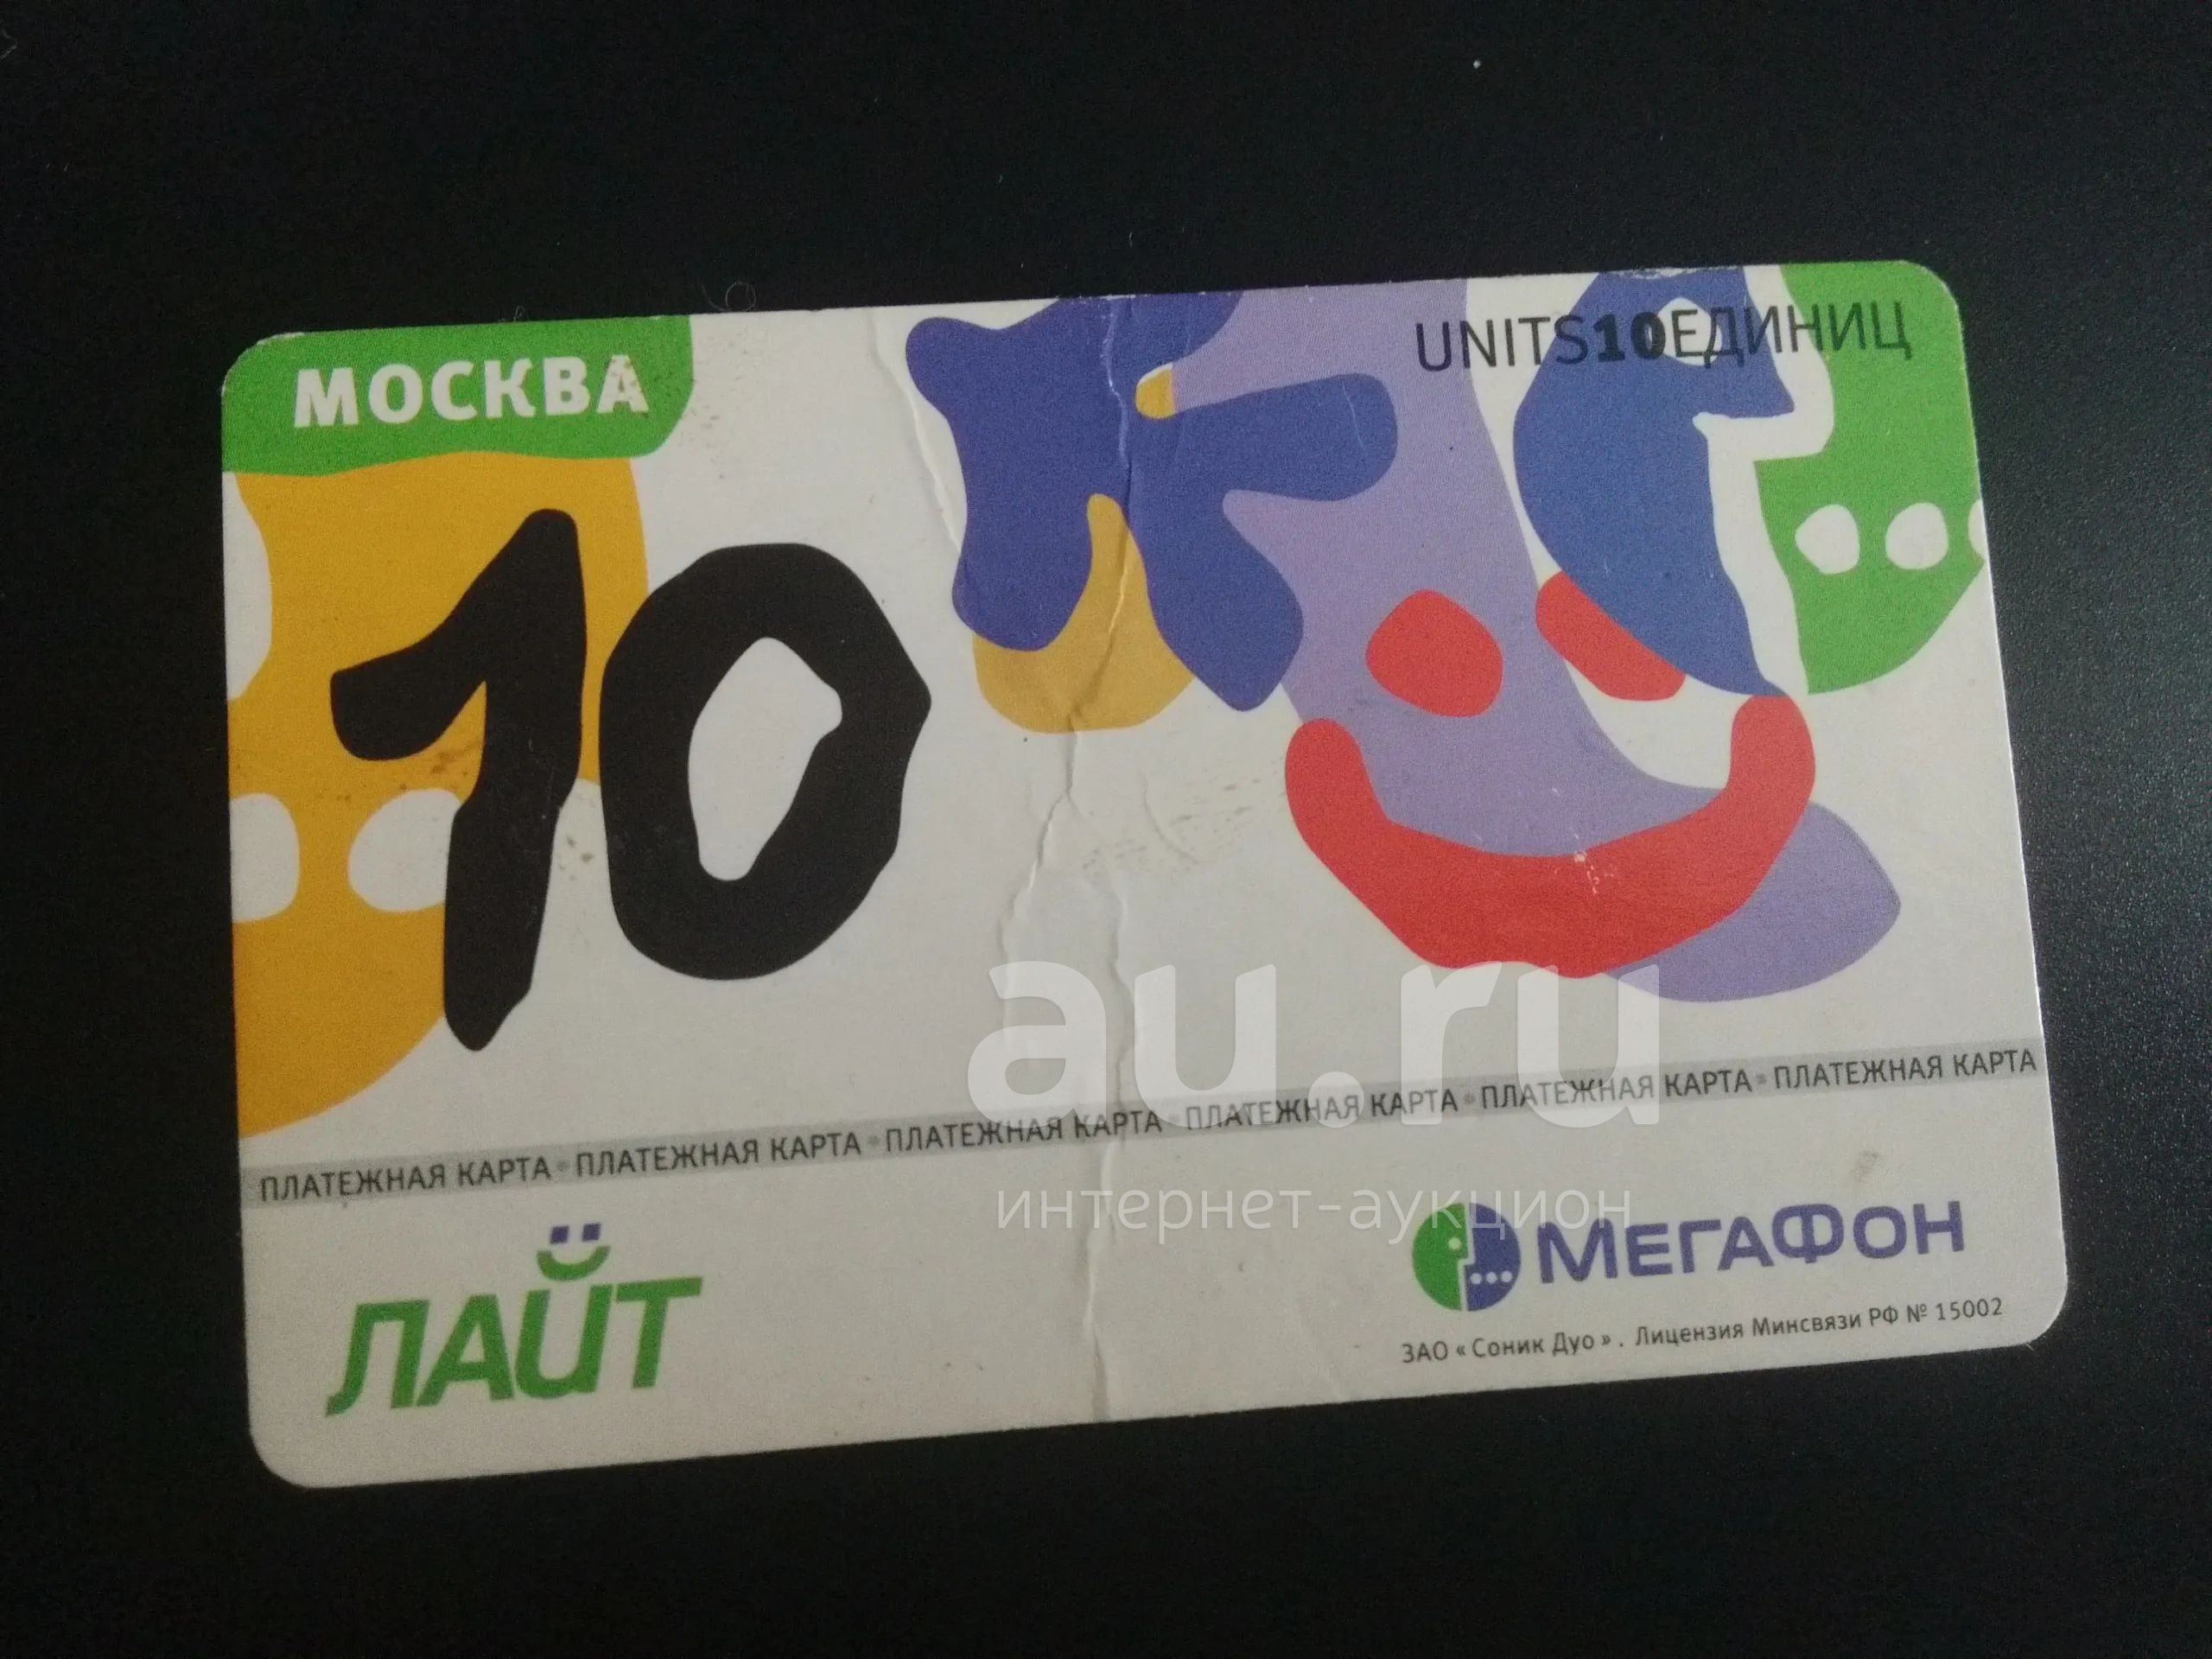 МОСКВА
UNITS10ЕДИНИЦ
10
ПЛАТЕЖНАЯ КАРТА • ПЛАТЕЖНАЯ КАРТА • ПЛАТЕЖНАЯ КАРТА • ПЛАТЕЖНАЯ КАРТА • ПЛАТЕЖНАЯ КАРТА • ПЛАТЕЖНАЯ КАРТА
ЛАЙТ
МЕГАФОН
ЗАО «Соник Дуо». Лицензия Минсвязи РФ № 15002
au.ru
интернет-аукцион